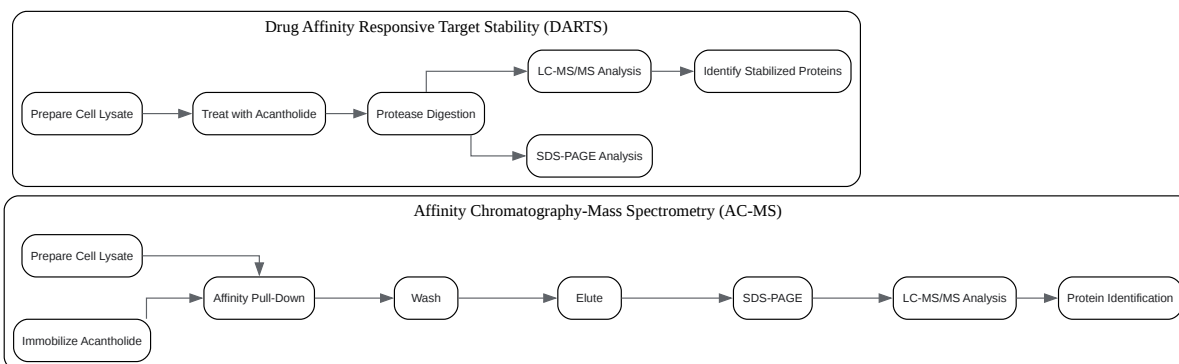 Drug Affinity Responsive Target Stability (DARTS)
LC-MS/MS Analysis
Identify Stabilized Proteins
Prepare Cell Lysate
Treat with Acantholide
Protease Digestion
SDS-PAGE Analysis
Affinity Chromatography-Mass Spectrometry (AC-MS)
Prepare Cell Lysate
Affinity Pull-Down
Wash
Elute
SDS-PAGE
LC-MS/MS Analysis
Protein Identification
Immobilize Acantholide